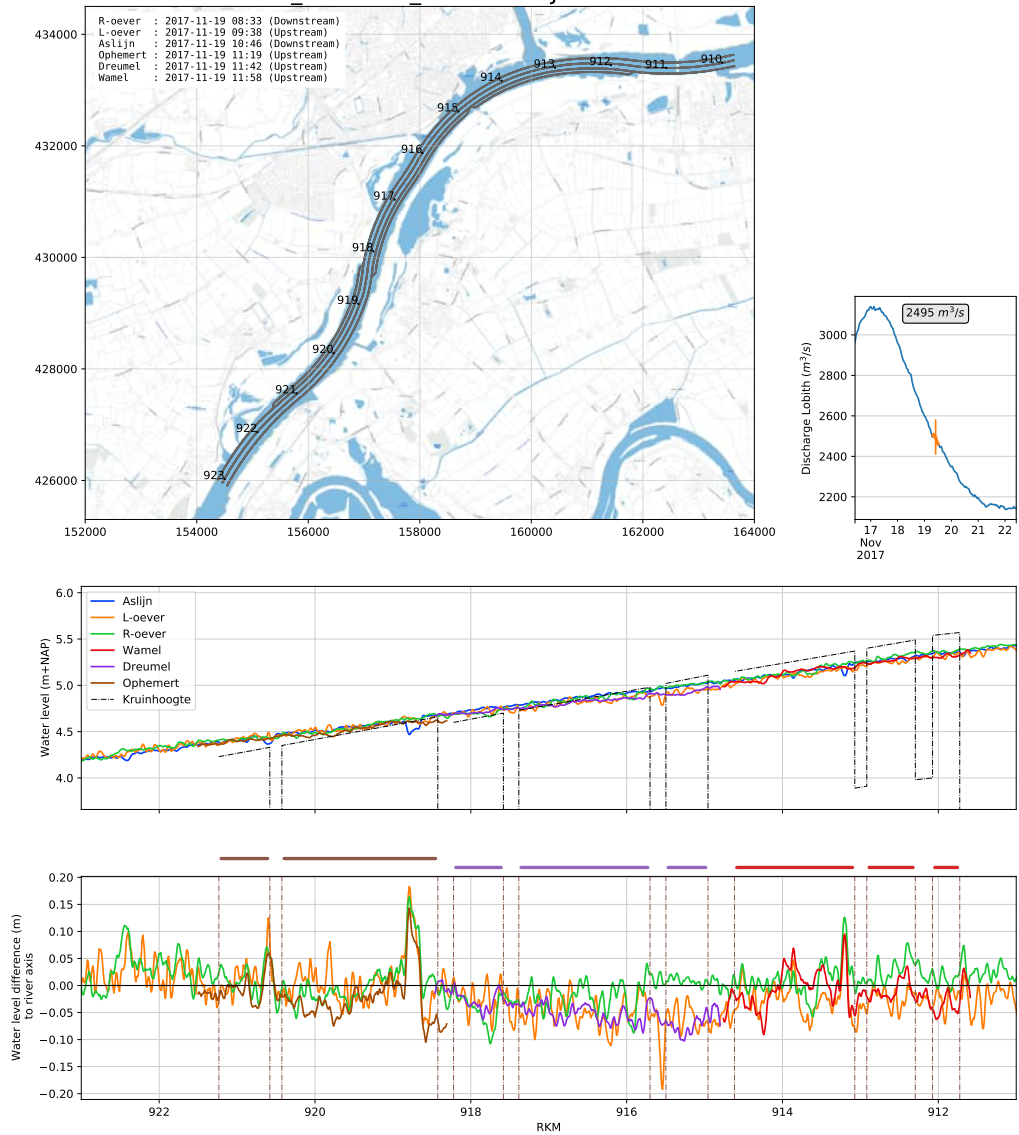 R-oever : 2017-11-19 08:33 (Downstream)
L-oever : 2017-11-19 09:38 (Upstream)
Aslijn : 2017-11-19 10:46 (Downstream)
Ophemert : 2017-11-19 11:19 (Upstream)
Dreumel : 2017-11-19 11:42 (Upstream)
Wamel : 2017-11-19 11:58 (Upstream)
434000
432000
430000
428000
426000
910
911
912
913
914
915
916
917
918
919
920
921
922
923
152000 154000 156000 158000 160000 162000 164000
2495 m³/s
Discharge Lobith (m³/s)
3000
2800
2600
2400
2200
17 18 19 20 21 22
Nov
2017
Water level (m+NAP)
6.0
5.5
5.0
4.5
4.0
Aslijn
L-oever
R-oever
Wamel
Dreumel
Ophemert
Kruinhoogte
Water level difference (m)
to river axis
0.20
0.15
0.10
0.05
0.00
−0.05
−0.10
−0.15
−0.20
922 920 918 916 914 912
RKM